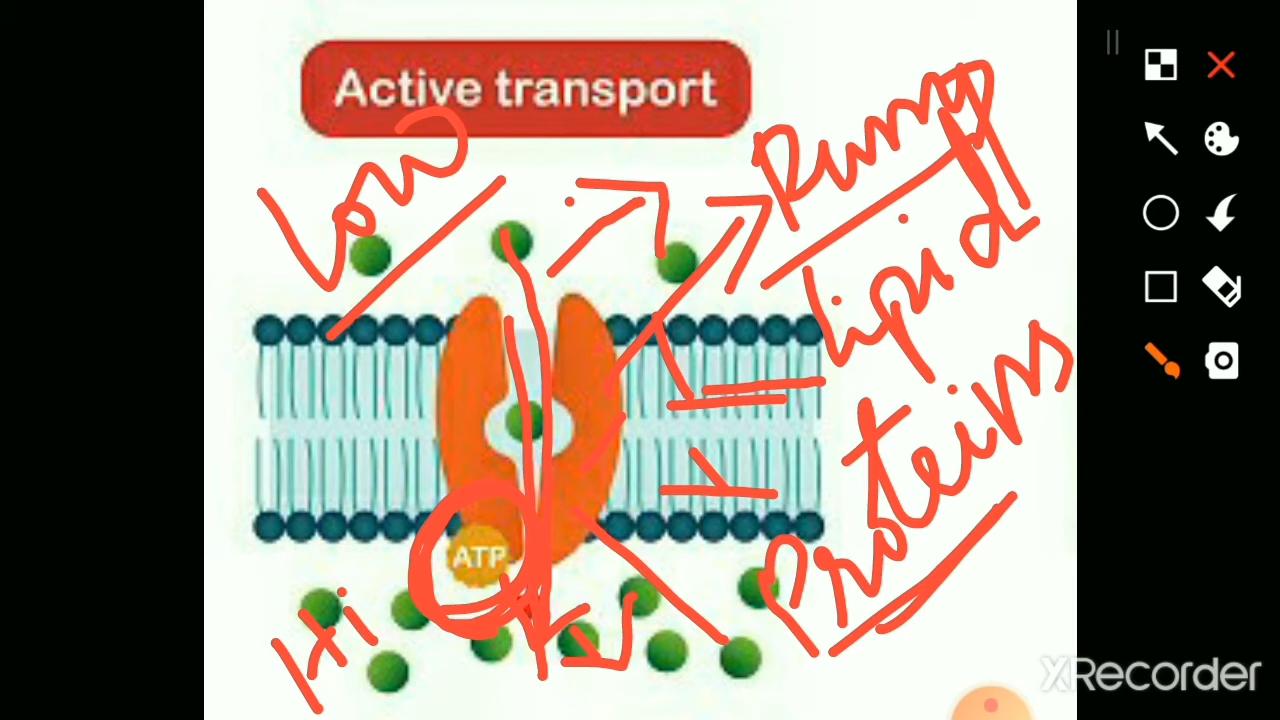 Active transport
Low
Pump
Lipid
Proteins
ATP
Hi
XRecorder